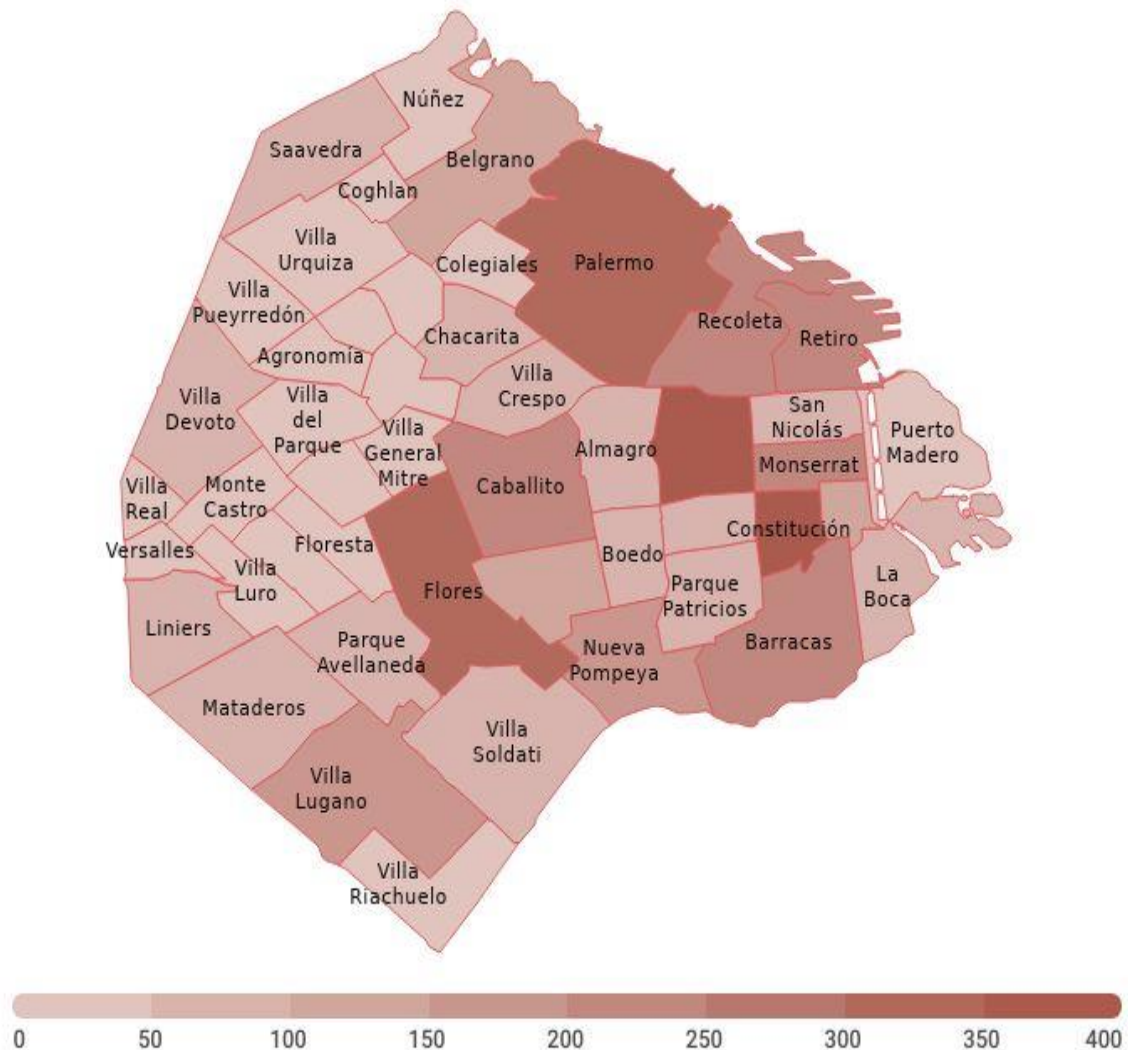 Núñez
Saavedra
Belgrano
Coghlan
Villa
Urquiza
Colegiales
Palermo
Villa
Pueyrredón
Recoleta
Chacarita
Retiro
Agronomía
Villa
Crespo
Villa
Devoto
Villa
del
Parque
San
Nicolás
Villa
General
Mitre
Almagro
Puerto
Madero
Monserrat
Caballito
Villa
Real
Monte
Castro
Constitución
Floresta
Versalles
Boedo
Villa
Luro
Flores
Parque
Patricios
La
Boca
Liniers
Parque
Avellaneda
Barracas
Nueva
Pompeya
Mataderos
Villa
Soldati
Villa
Lugano
Villa
Riachuelo
0 50 100 150 200 250 300 350 400